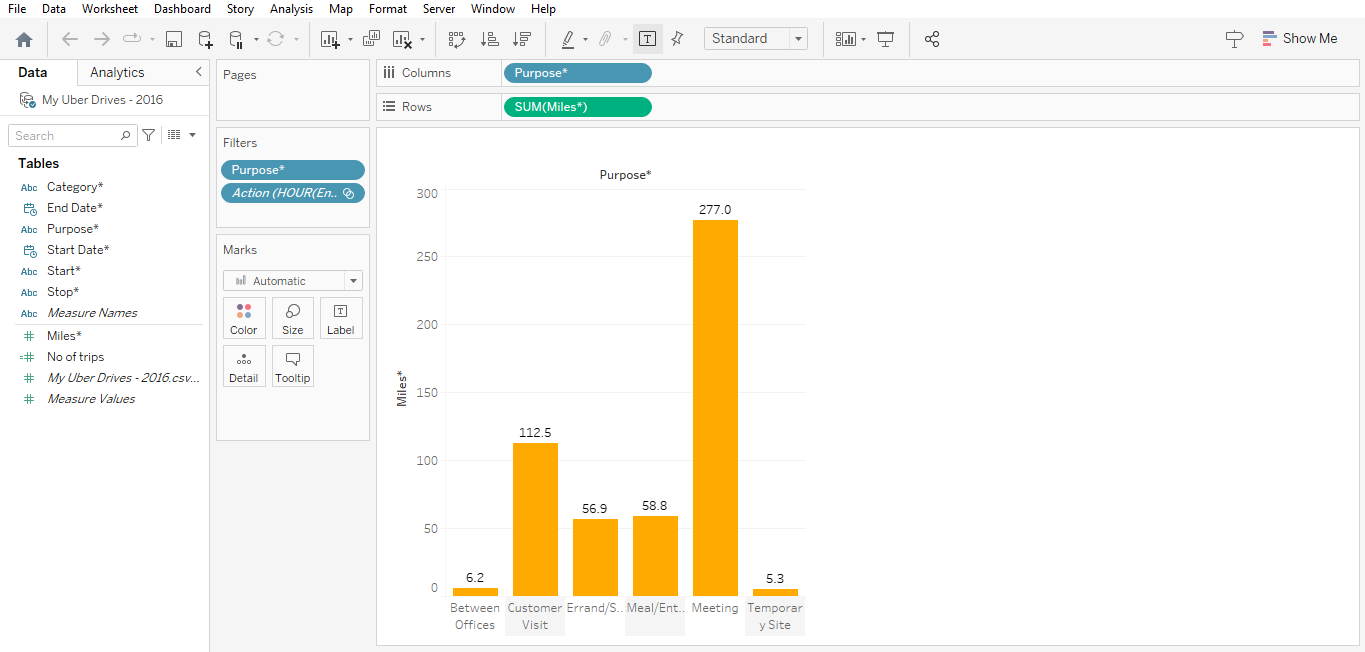 File Data Worksheet Dashboard Story Analysis Map Format Server Window Help
Standard
Show Me
Data Analytics
My Uber Drives - 2016
Search
Tables
Abc Category*
End Date*
Abc Purpose*
Start Date*
Abc Start*
Abc Stop*
Abc Measure Names
# Miles*
=# No of trips
# My Uber Drives - 2016.csv...
# Measure Values
Pages
Filters
Purpose*
Action (HOUR(En..
Marks
Automatic
Color Size Label
Detail Tooltip
Columns Purpose*
Rows SUM(Miles*)
Purpose*
Miles*
300
250
200
150
100
50
0
6.2
112.5
56.9
58.8
277.0
5.3
Between
Offices
Customer
Visit
Errand/S..
Meal/Ent..
Meeting
Temporar
y Site